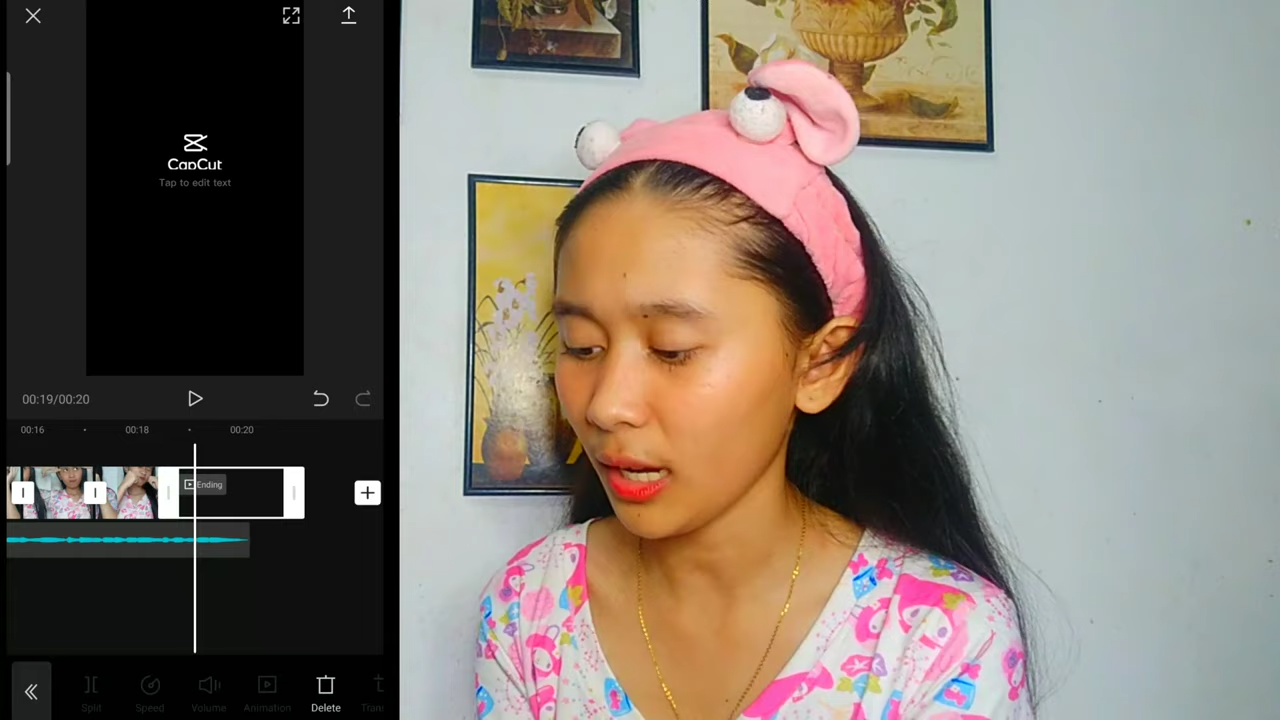 CapCut
Tap to edit text
00:19/00:20
00:16
00:18
00:20
Ending
Split
Speed
Volume
Animation
Delete